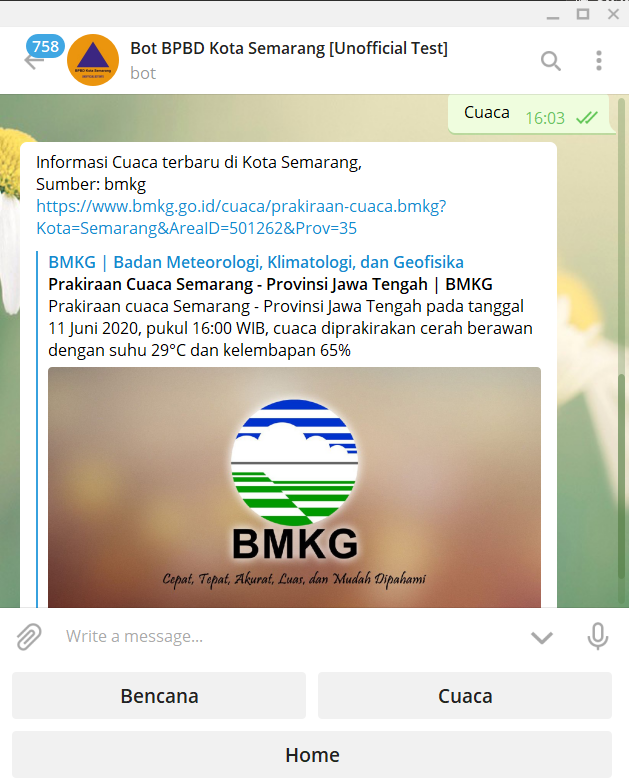 758
BPBD Kota Semarang
Bot BPBD Kota Semarang [Unofficial Test]
bot
Cuaca
16:03
Informasi Cuaca terbaru di Kota Semarang,
Sumber: bmkg
https://www.bmkg.go.id/cuaca/prakiraan-cuaca.bmkg?
Kota=Semarang&AreaID=501262&Prov=35
BMKG | Badan Meteorologi, Klimatologi, dan Geofisika
Prakiraan Cuaca Semarang - Provinsi Jawa Tengah | BMKG
Prakiraan cuaca Semarang - Provinsi Jawa Tengah pada tanggal
11 Juni 2020, pukul 16:00 WIB, cuaca diprakirakan cerah berawan
dengan suhu 29°C dan kelembapan 65%
BMKG
Cepat, Tepat, Akurat, Luas, dan Mudah Dipahami
Write a message...
Bencana
Cuaca
Home